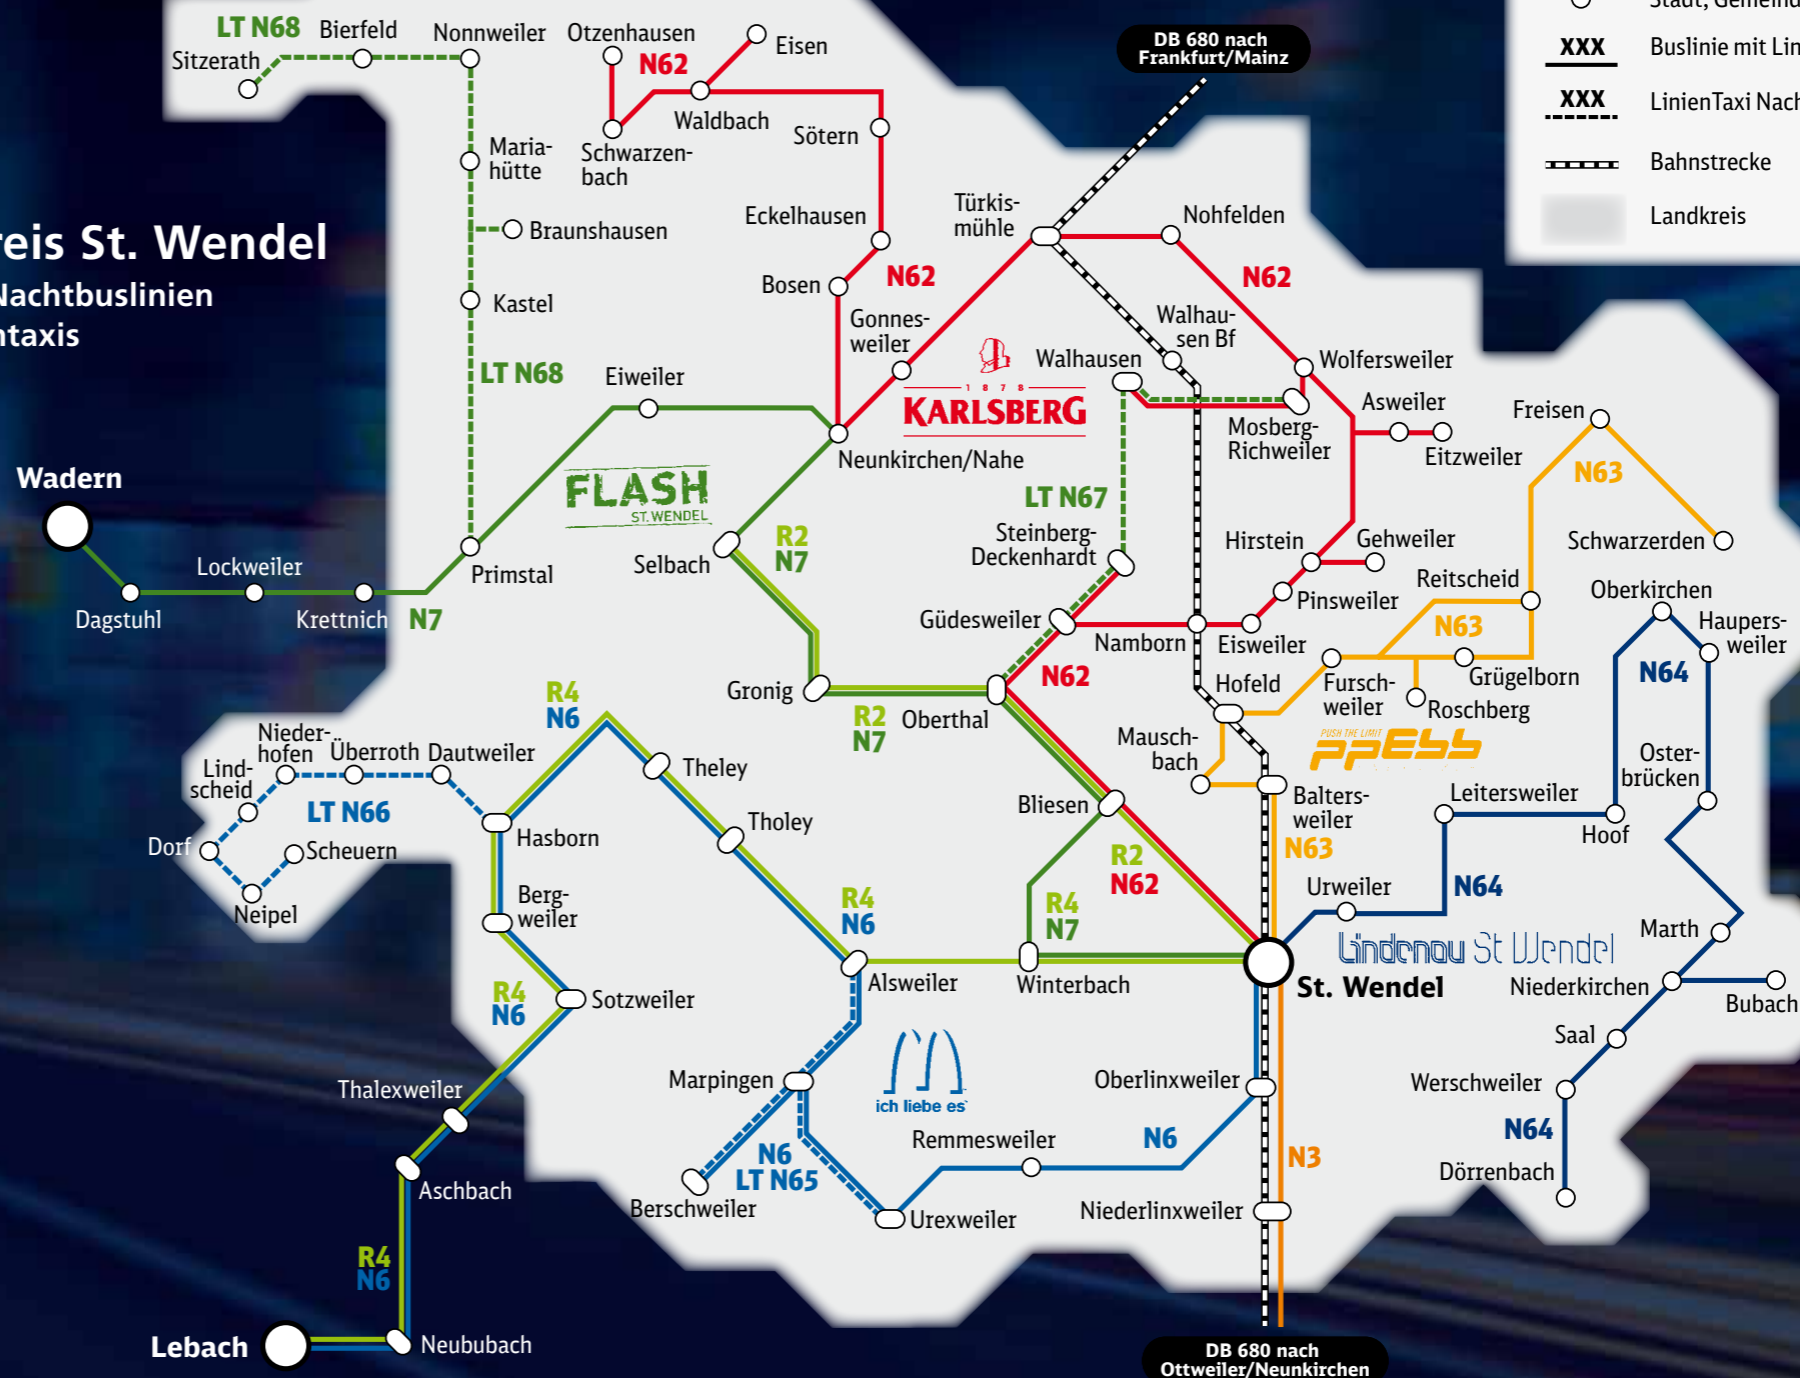 LT N68
Bierfeld
Nonnweiler
Otzenhausen
Eisen
Sitzerath
N62
Waldbach
Sötern
Schwarzen-
bach
Maria-
hütte
Braunshausen
Kastel
LT N68
Eckelhausen
Bosen
N62
Gonnes-
weiler
Türkis-
mühle
Nohfelden
N62
DB 680 nach
Frankfurt/Mainz
XXX
Buslinie mit Lin
XXX
LinienTaxi Nach
Bahnstrecke
Landkreis
reis St. Wendel
Nachtbuslinien
ntaxis
Walhau-
sen Bf
Walhausen
Wolfersweiler
Mosberg-
Richweiler
Asweiler
Eitzweiler
1878
KARLSBERG
Eiweiler
Neunkirchen/Nahe
FLASH
ST. WENDEL
Wadern
Dagstuhl
Lockweiler
Krettnich
N7
Primstal
Selbach
R2
N7
LT N67
Steinberg-
Deckenhardt
Güdesweiler
Namborn
Hirstein
Gehweiler
Pinsweiler
Eisweiler
Freisen
N63
Schwarzerden
Reitscheid
N63
Grügelborn
Fursch-
weiler
Roschberg
Hofeld
Mausch-
bach
Balters-
weiler
N63
PUSH THE LIMIT
Oberkirchen
Haupers-
weiler
N64
Oster-
brücken
Leitersweiler
Hoof
Urweiler
N64
Lindenau St Wendel
Marth
Niederkirchen
Bubach
Saal
Werschweiler
N64
Dörrenbach
Gronig
R2
N7
Oberthal
N62
Bliesen
R2
N62
R4
N7
Winterbach
St. Wendel
R4
N6
Nieder-
hofen
Überroth
Dautweiler
Lind-
scheid
LT N66
Dorf
Scheuern
Neipel
Hasborn
Berg-
weiler
Theley
Tholey
R4
N6
Alsweiler
R4
N6
Sotzweiler
Thalexweiler
Aschbach
R4
N6
Lebach
Neububach
Marpingen
ich liebe es
N6
LT N65
Berschweiler
Urexweiler
Remmesweiler
N6
Oberlinxweiler
N3
Niederlinxweiler
DB 680 nach
Ottweiler/Neunkirchen